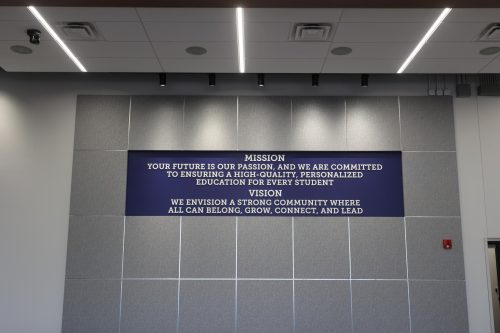 MISSION
YOUR FUTURE IS OUR PASSION, AND WE ARE COMMITTED
TO ENSURING A HIGH-QUALITY, PERSONALIZED
EDUCATION FOR EVERY STUDENT
VISION
WE ENVISION A STRONG COMMUNITY WHERE
ALL CAN BELONG, GROW, CONNECT, AND LEAD